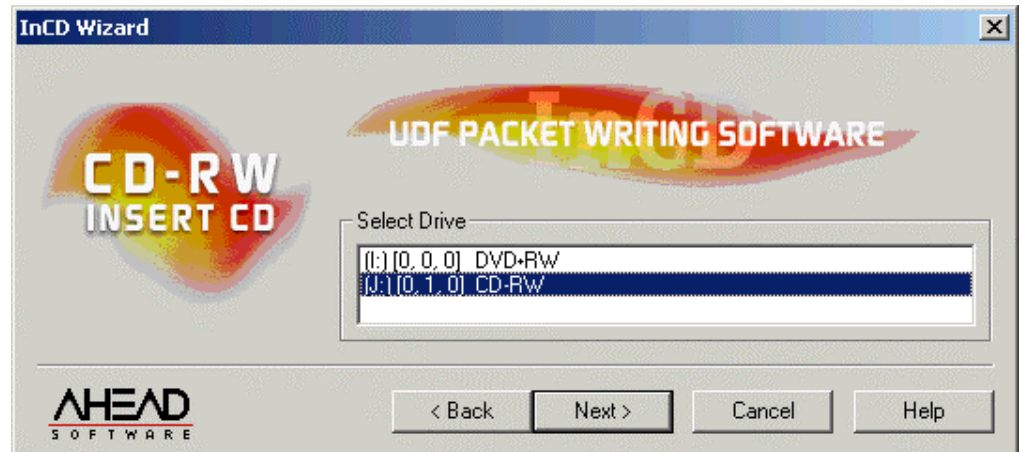 InCD Wizard
CD-RW
INSERT CD
InCD
UDF PACKET WRITING SOFTWARE
Select Drive
(I:) [0, 0, 0] DVD+RW
(J:) [0, 1, 0] CD-RW
AHEAD
SOFTWARE
< Back
Next >
Cancel
Help